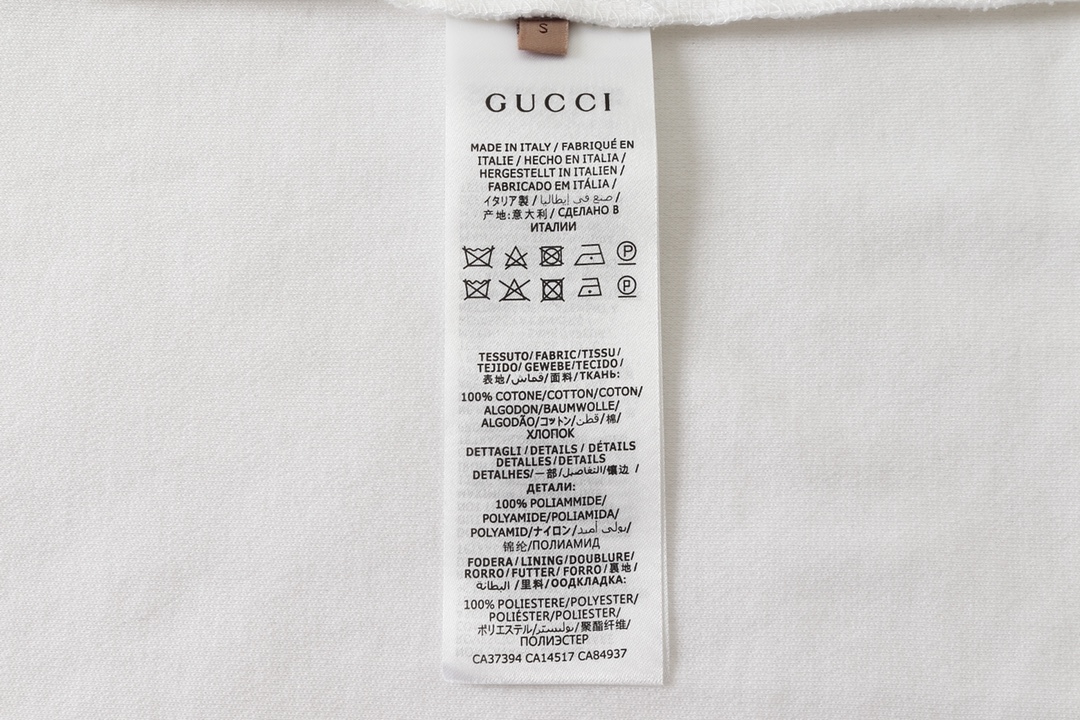 S
GUCCI
MADE IN ITALY / FABRIQUÉ EN
ITALIE / HECHO EN ITALIA /
HERGESTELLT IN ITALIEN /
FABRICADO EM ITÁLIA /
イタリア製 / صنع في إيطاليا /
产地:意大利 / СДЕЛАНО В
ИТАЛИИ
P
P
TESSUTO/FABRIC/TISSU/
TEJIDO/GEWEBE/TECIDO/
表地/قماش/面料/ТКАНЬ:
100% COTONE/COTTON/COTON/
ALGODON/BAUMWOLLE/
ALGODÃO/コットン/قطن/棉/
ХЛОПОК
DETTAGLI/DETAILS / DÉTAILS
DETALLES/DETAILS
DETALHES/一部/التفاصيل/镶边 /
ДЕТАЛИ:
100% POLIAMMIDE/
POLYAMIDE/POLIAMIDA/
POLYAMID/ナイロン/بولي أميد/
锦纶/ПОЛИАМИД
FODERA/LINING/DOUBLURE/
RORRO/FUTTER/FORRO/裏地/
البطانة /里料/ООДКЛАДКА:
100% POLIESTERE/POLYESTER/
POLIÉSTER/POLIESTER/
ポリエステル/بوليستر/聚酯纤维/
ПОЛИЭСТЕР
CA37394 CA14517 CA84937